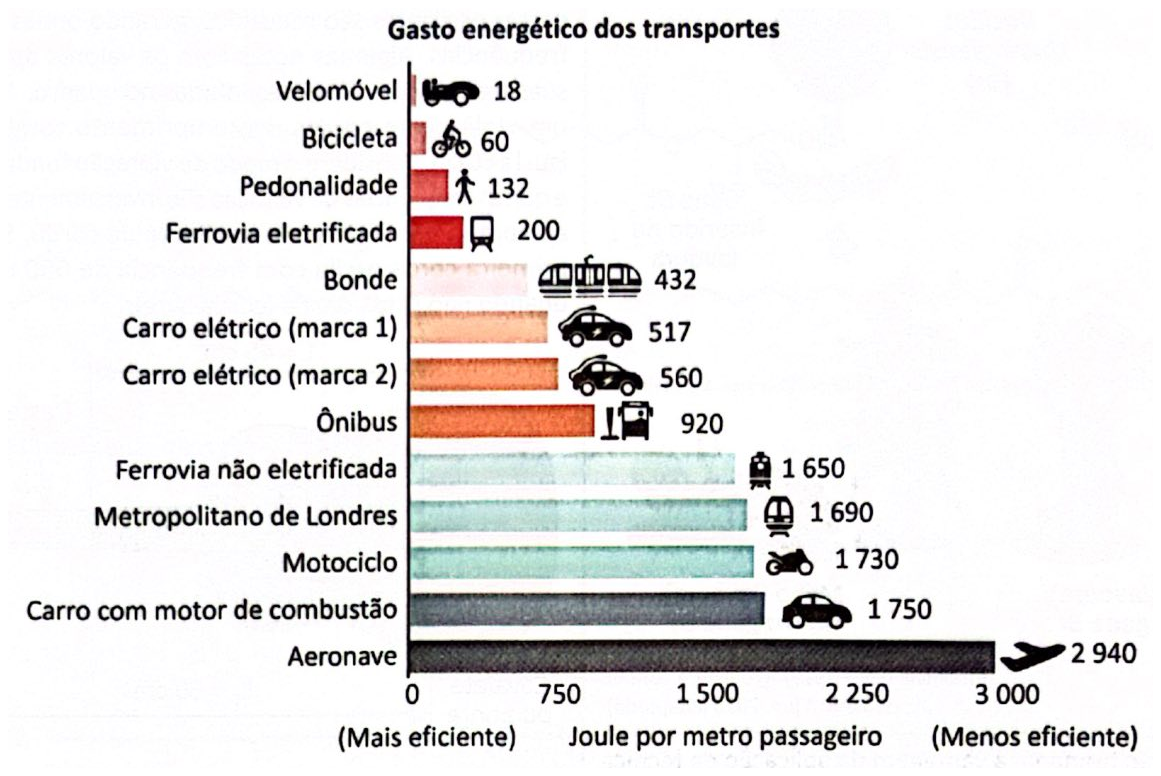 Gasto energético dos transportes
Velomóvel 18
Bicicleta 60
Pedonalidade 132
Ferrovia eletrificada 200
Bonde 432
Carro elétrico (marca 1) 517
Carro elétrico (marca 2) 560
Ônibus 920
Ferrovia não eletrificada 1 650
Metropolitano de Londres 1 690
Motociclo 1 730
Carro com motor de combustão 1 750
Aeronave 2 940
0 750 1 500 2 250 3 000
(Mais eficiente) Joule por metro passageiro (Menos eficiente)